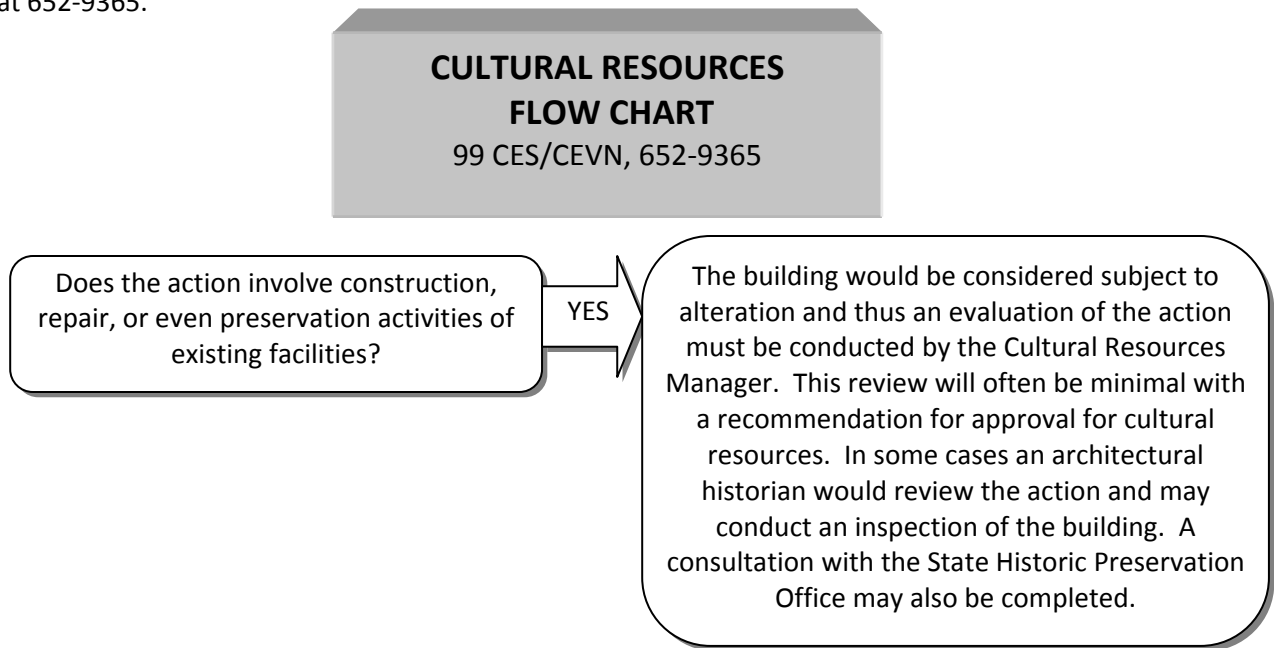 at 652-9365.
CULTURAL RESOURCES
FLOW CHART
99 CES/CEVN, 652-9365
Does the action involve construction,
repair, or even preservation activities of
existing facilities?
YES
The building would be considered subject to
alteration and thus an evaluation of the action
must be conducted by the Cultural Resources
Manager.  This review will often be minimal with
a recommendation for approval for cultural
resources.  In some cases an architectural
historian would review the action and may
conduct an inspection of the building.  A
consultation with the State Historic Preservation
Office may also be completed.